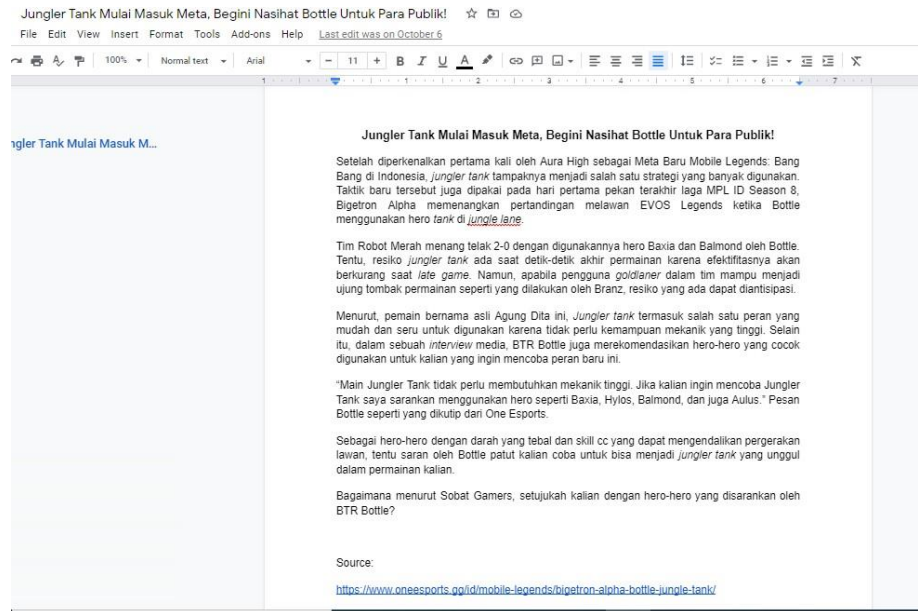 Jungler Tank Mulai Masuk Meta, Begini Nasihat Bottle Untuk Para Publik!
File Edit View Insert Format Tools Add-ons Help Last edit was on October 6
100% Normal text Arial - 11 + B I U A
1 1 2 3 4 5 6 7
ngler Tank Mulai Masuk M...
Jungler Tank Mulai Masuk Meta, Begini Nasihat Bottle Untuk Para Publik!
Setelah diperkenalkan pertama kali oleh Aura High sebagai Meta Baru Mobile Legends: Bang
Bang di Indonesia, jungler tank tampaknya menjadi salah satu strategi yang banyak digunakan.
Taktik baru tersebut juga dipakai pada hari pertama pekan terakhir laga MPL ID Season 8,
Bigetron Alpha memenangkan pertandingan melawan EVOS Legends ketika Bottle
menggunakan hero tank di jungle lane.
Tim Robot Merah menang telak 2-0 dengan digunakannya hero Baxia dan Balmond oleh Bottle.
Tentu, resiko jungler tank ada saat detik-detik akhir permainan karena efektifitasnya akan
berkurang saat late game. Namun, apabila pengguna goldlaner dalam tim mampu menjadi
ujung tombak permainan seperti yang dilakukan oleh Branz, resiko yang ada dapat diantisipasi.
Menurut, pemain bernama asli Agung Dita ini, Jungler tank termasuk salah satu peran yang
mudah dan seru untuk digunakan karena tidak perlu kemampuan mekanik yang tinggi. Selain
itu, dalam sebuah interview media, BTR Bottle juga merekomendasikan hero-hero yang cocok
digunakan untuk kalian yang ingin mencoba peran baru ini.
“Main Jungler Tank tidak perlu membutuhkan mekanik tinggi. Jika kalian ingin mencoba Jungler
Tank saya sarankan menggunakan hero seperti Baxia, Hylos, Balmond, dan juga Aulus.” Pesan
Bottle seperti yang dikutip dari One Esports.
Sebagai hero-hero dengan darah yang tebal dan skill cc yang dapat mengendalikan pergerakan
lawan, tentu saran oleh Bottle patut kalian coba untuk bisa menjadi jungler tank yang unggul
dalam permainan kalian.
Bagaimana menurut Sobat Gamers, setujukah kalian dengan hero-hero yang disarankan oleh
BTR Bottle?
Source:
https://www.oneesports.gg/id/mobile-legends/bigetron-alpha-bottle-jungle-tank/